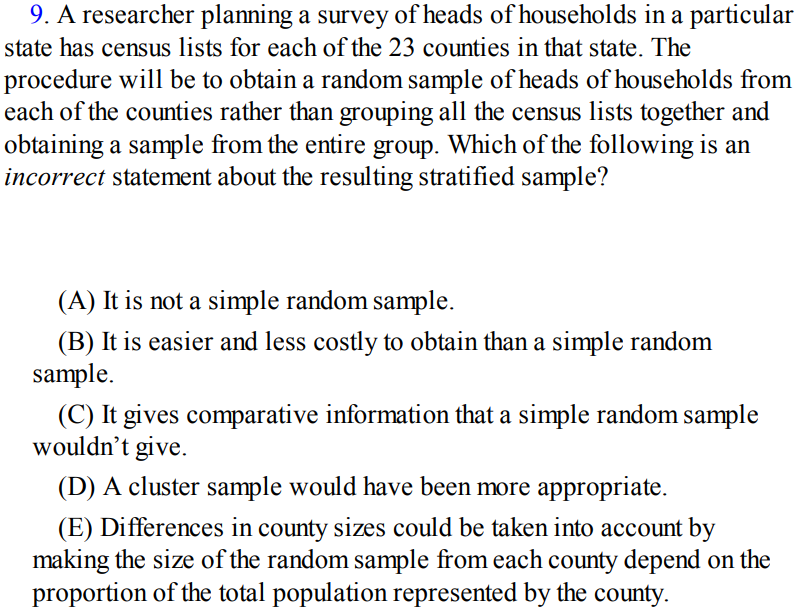 9. A researcher planning a survey of heads of households in a particular
state has census lists for each of the 23 counties in that state. The
procedure will be to obtain a random sample of heads of households from
each of the counties rather than grouping all the census lists together and
obtaining a sample from the entire group. Which of the following is an
incorrect statement about the resulting stratified sample?
(A) It is not a simple random sample.
(B) It is easier and less costly to obtain than a simple random
sample.
(C) It gives comparative information that a simple random sample
wouldn’t give.
(D) A cluster sample would have been more appropriate.
(E) Differences in county sizes could be taken into account by
making the size of the random sample from each county depend on the
proportion of the total population represented by the county.